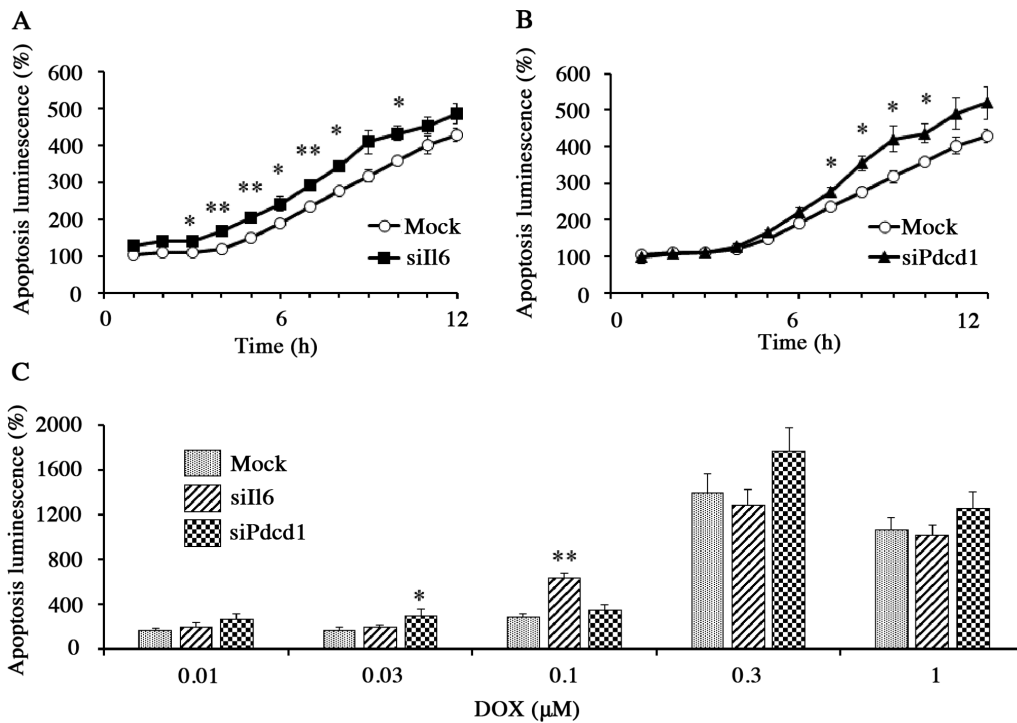 A
Apoptosis luminescence (%)
600
500
400
300
200
100
0
* ** ** * ** * *
Mock
siIl6
0 6 12
Time (h)
B
Apoptosis luminescence (%)
600
500
400
300
200
100
0
* * * *
Mock
siPdcd1
0 6 12
Time (h)
C
Apoptosis luminescence (%)
2000
1600
1200
800
400
0
Mock
siIl6
siPdcd1
* **
0.01 0.03 0.1 0.3 1
DOX (µM)